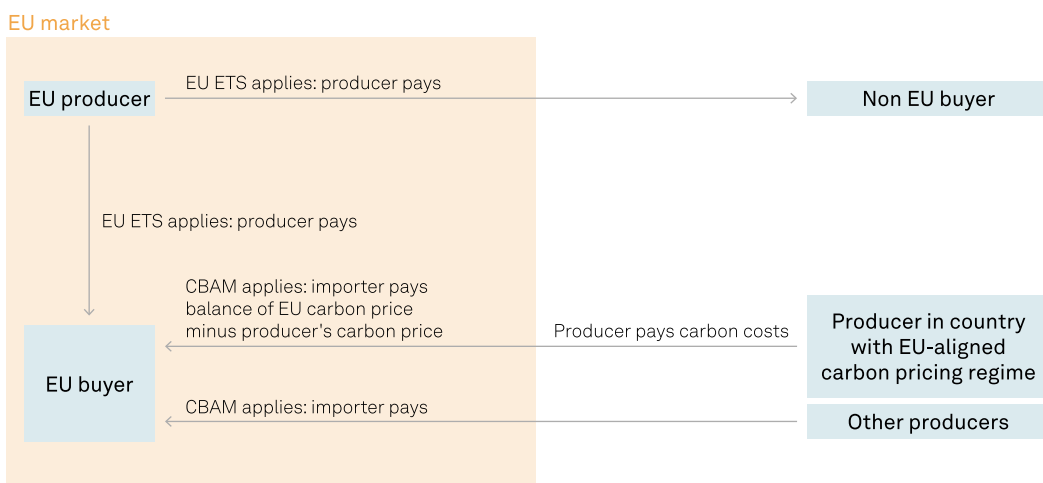 EU market
EU ETS applies: producer pays
EU producer
Non EU buyer
EU ETS applies: producer pays
CBAM applies: importer pays
balance of EU carbon price
minus producer's carbon price
Producer pays carbon costs
Producer in country
with EU-aligned
carbon pricing regime
EU buyer
CBAM applies: importer pays
Other producers